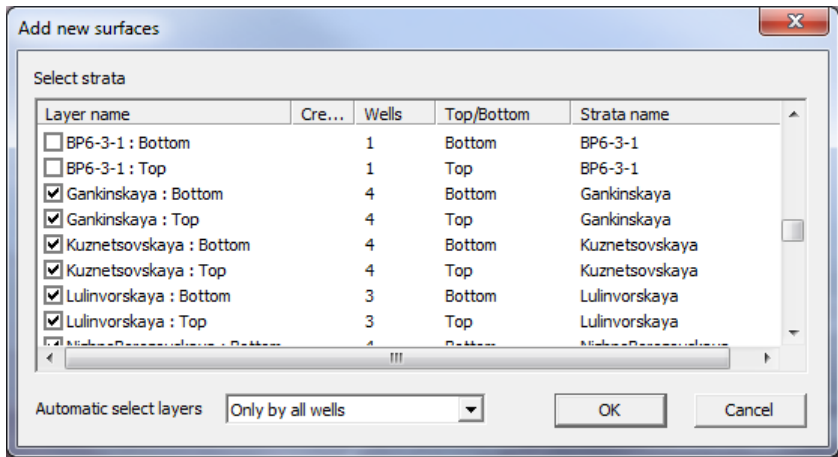 Add new surfaces
Select strata
Layer name Cre... Wells Top/Bottom Strata name
BP6-3-1 : Bottom 1 Bottom BP6-3-1
BP6-3-1 : Top 1 Top BP6-3-1
Gankinskaya : Bottom 4 Bottom Gankinskaya
Gankinskaya : Top 4 Top Gankinskaya
Kuznetsovskaya : Bottom 4 Bottom Kuznetsovskaya
Kuznetsovskaya : Top 4 Top Kuznetsovskaya
Lulinvorskaya : Bottom 3 Bottom Lulinvorskaya
Lulinvorskaya : Top 3 Top Lulinvorskaya
Bottom 4 Bottom
Automatic select layers Only by all wells OK Cancel